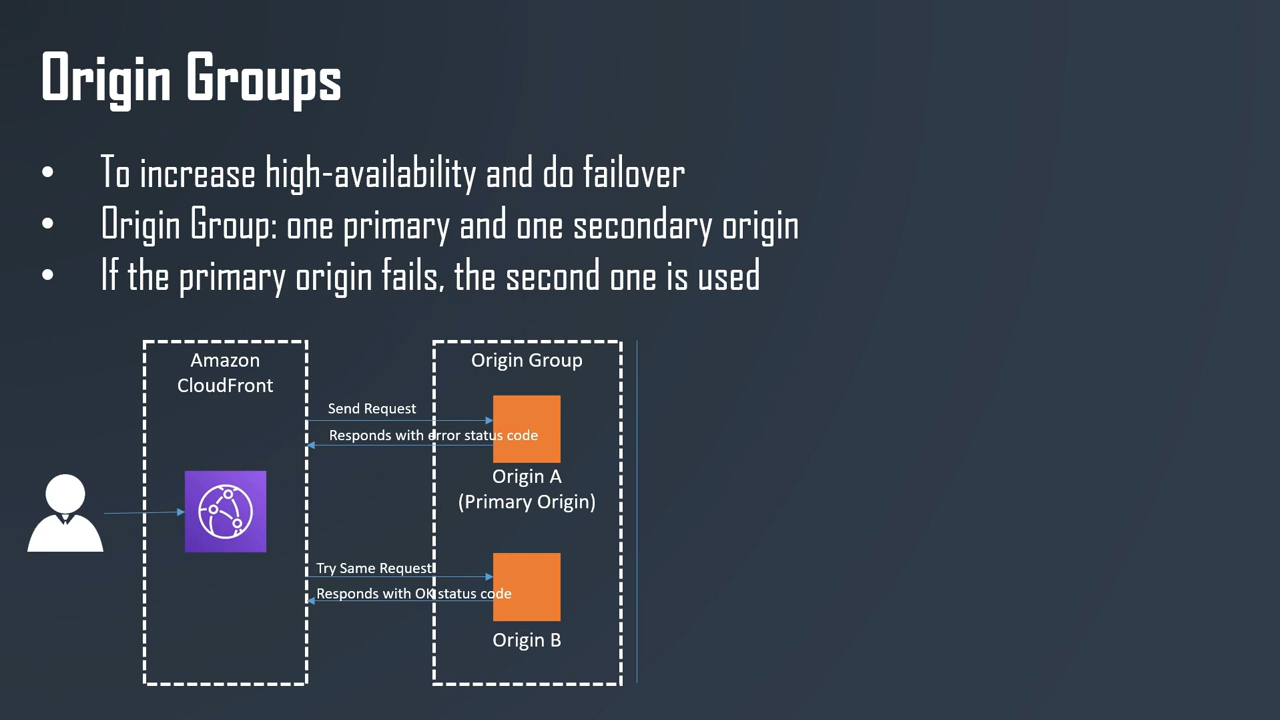 Origin Groups
• To increase high-availability and do failover
• Origin Group: one primary and one secondary origin
• If the primary origin fails, the second one is used
Amazon
CloudFront
Origin Group
Send Request
Responds with error status code
Origin A
(Primary Origin)
Try Same Request
Responds with OK status code
Origin B